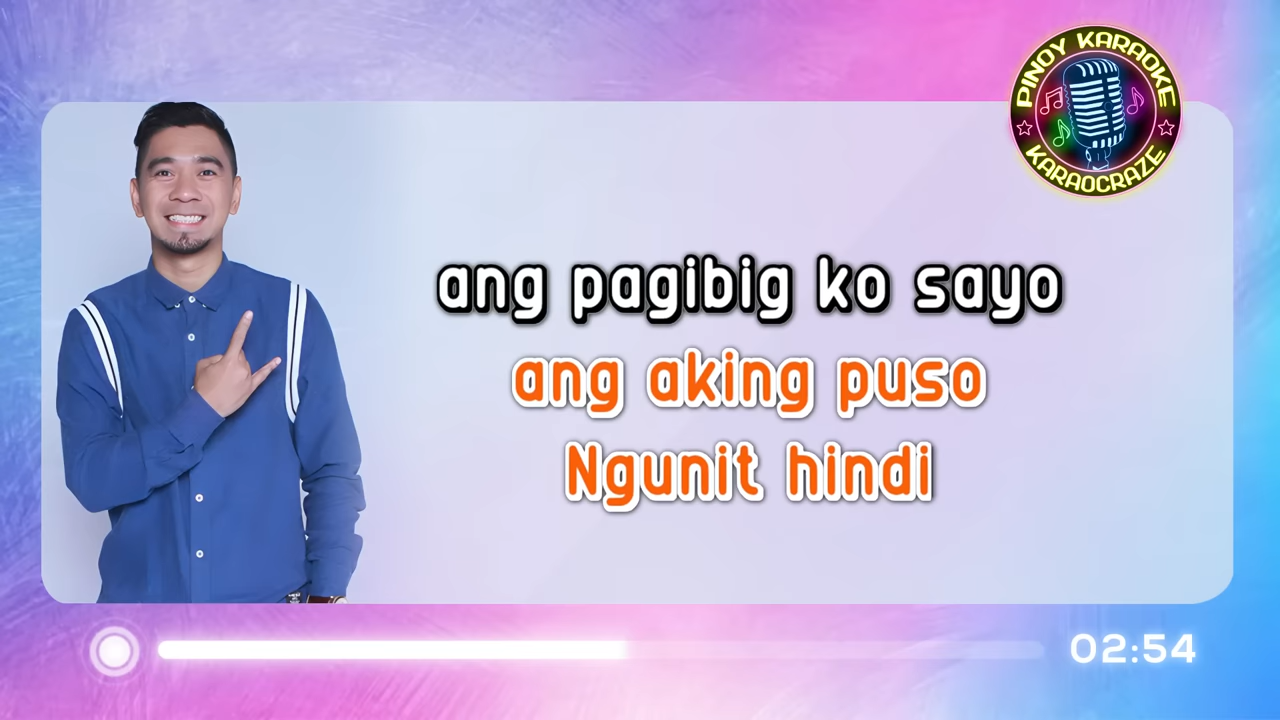 PINOY KARAOKE
KARAOCRAZE
ang pagibig ko sayo
ang aking puso
Ngunit hindi
02:54